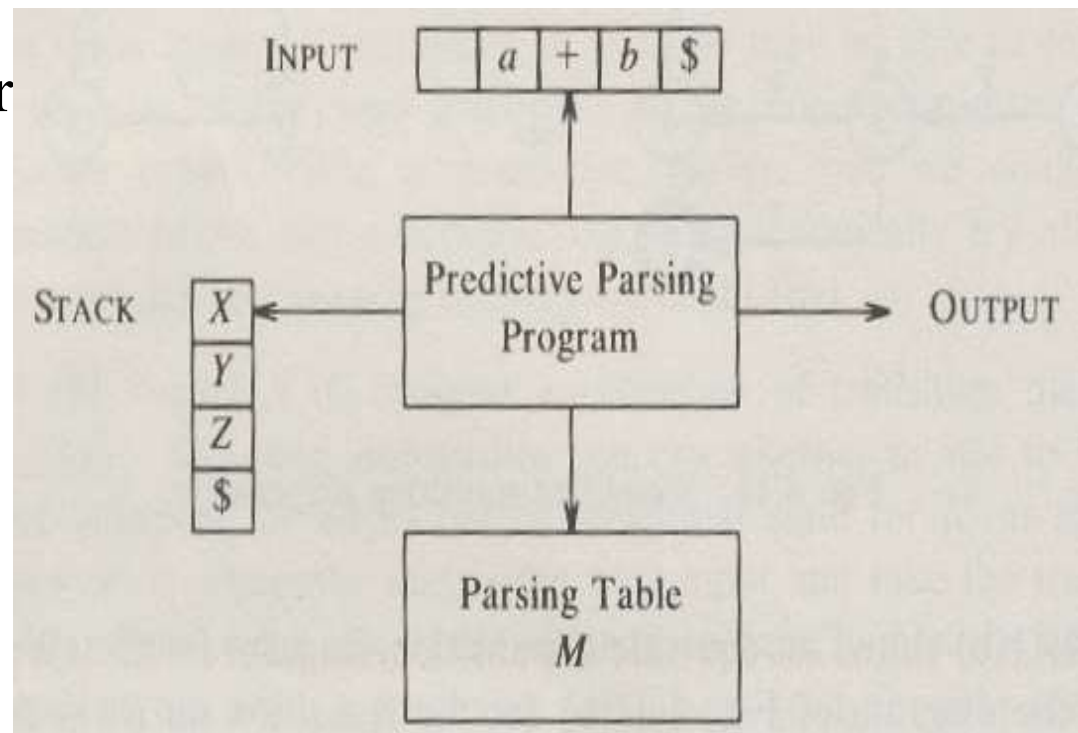 INPUT a + b $
r
STACK X
Y
Z
$
Predictive Parsing
Program
OUTPUT
Parsing Table
M